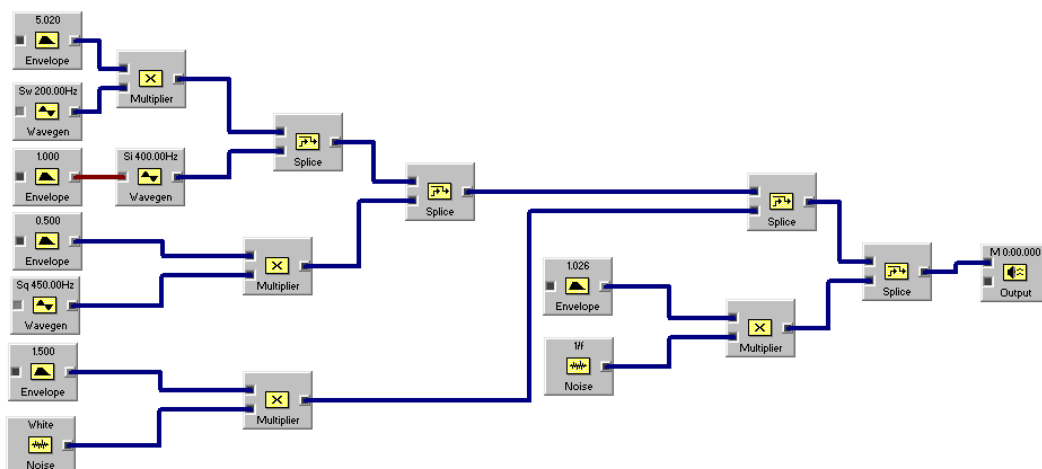 5.020
Envelope
Multiplier
Sw 200.00Hz
Wavegen
1.000
Envelope
Si 400.00Hz
Wavegen
Splice
Splice
Splice
0.500
Envelope
Multiplier
Sq 450.00Hz
Wavegen
1.026
Envelope
Splice
M 0:00.000
Output
Multiplier
1/f
Noise
1.500
Envelope
Multiplier
White
Noise